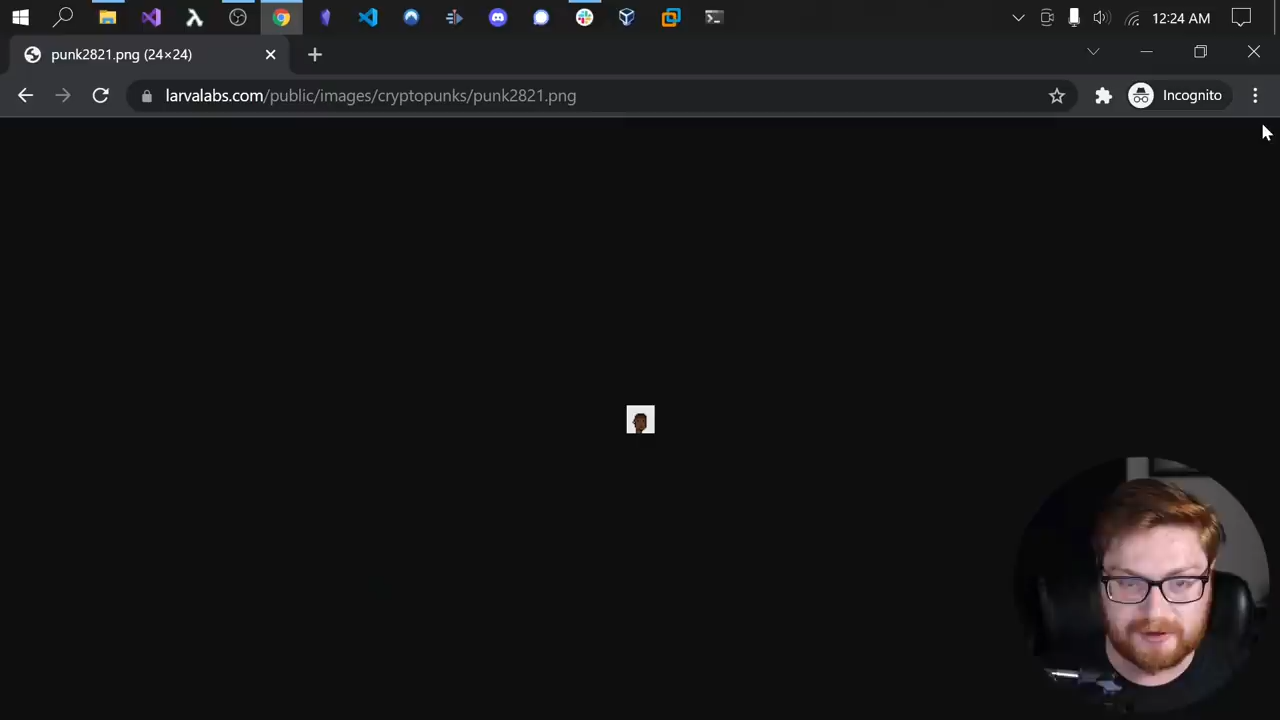 12:24 AM
punk2821.png (24×24)
larvalabs.com/public/images/cryptopunks/punk2821.png
Incognito